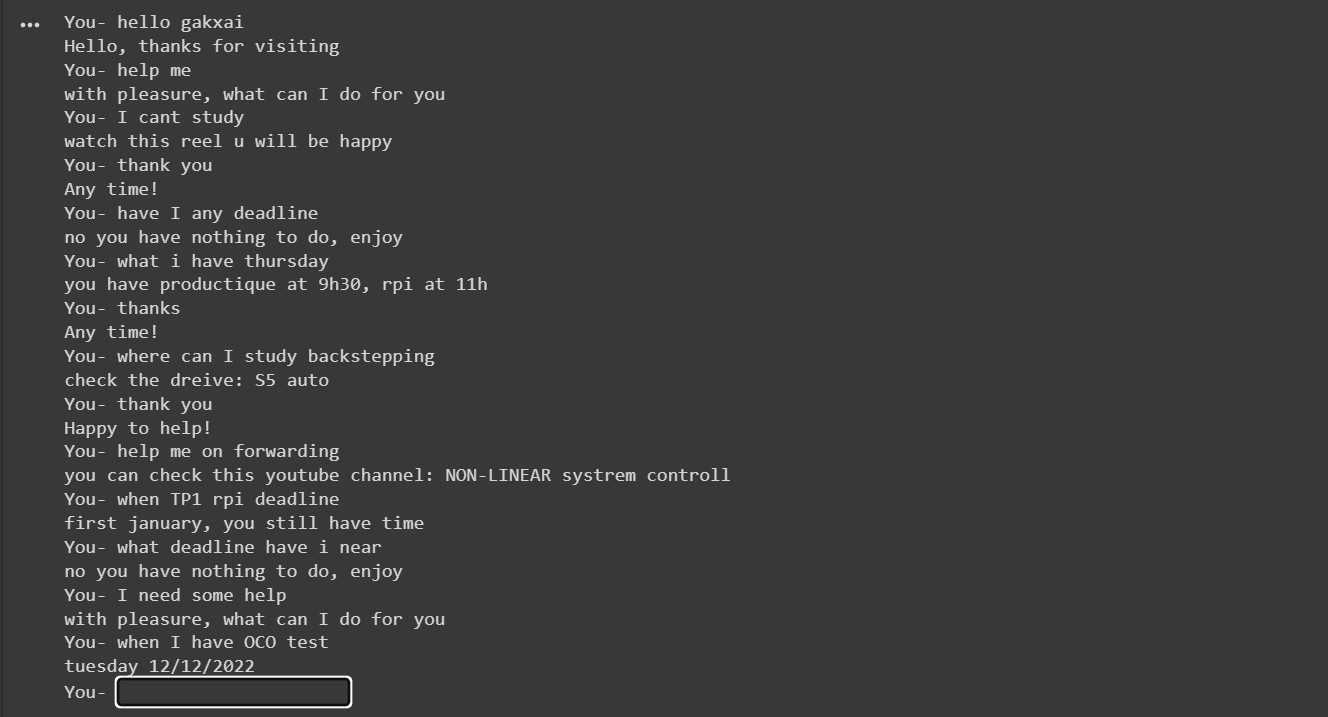 You- hello gakxai
Hello, thanks for visiting
You- help me
with pleasure, what can I do for you
You- I cant study
watch this reel u will be happy
You- thank you
Any time!
You- have I any deadline
no you have nothing to do, enjoy
You- what i have thursday
you have productique at 9h30, rpi at 11h
You- thanks
Any time!
You- where can I study backstepping
check the dreive: S5 auto
You- thank you
Happy to help!
You- help me on forwarding
you can check this youtube channel: NON-LINEAR systrem controll
You- when TP1 rpi deadline
first january, you still have time
You- what deadline have i near
no you have nothing to do, enjoy
You- I need some help
with pleasure, what can I do for you
You- when I have OCO test
tuesday 12/12/2022
You-